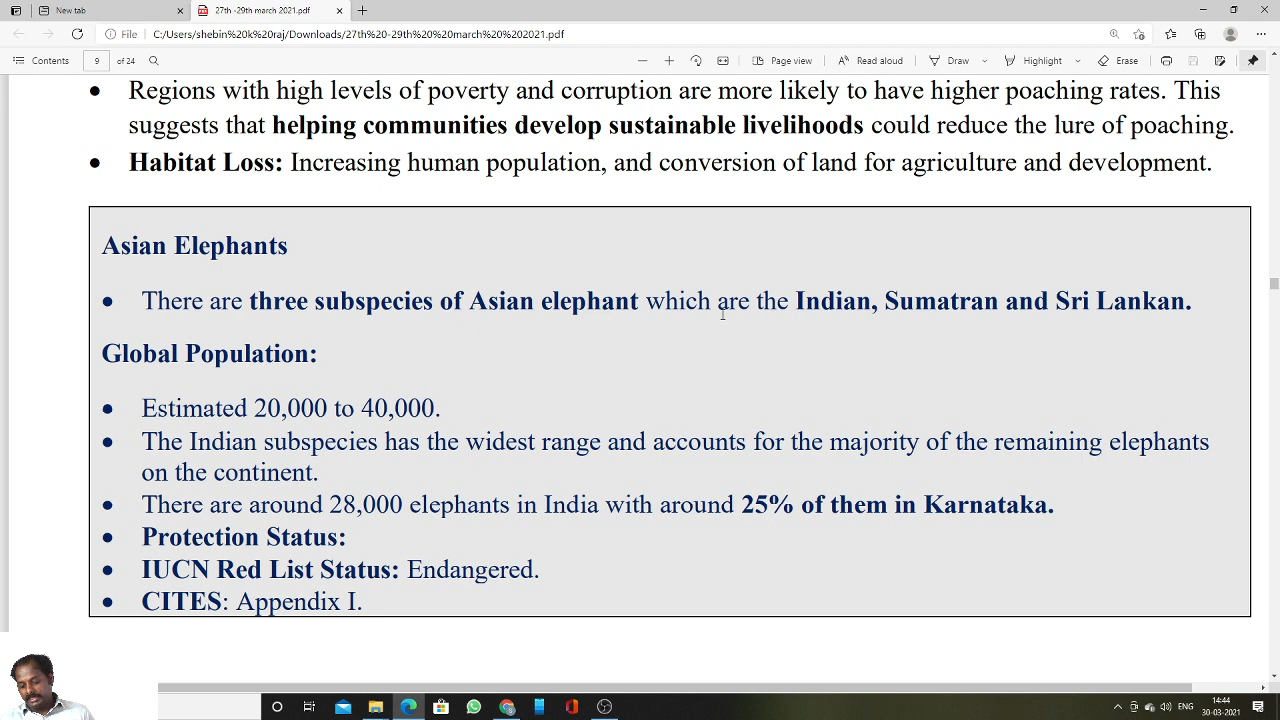 New tab
27th -29th march 2021.pdf
File
C:/Users/shebin%20k%20raj/Downloads/27th%20-29th%20%20march%20%202021.pdf
Contents
9
of 24
Page view
Read aloud
Draw
Highlight
Erase
• Regions with high levels of poverty and corruption are more likely to have higher poaching rates. This
suggests that helping communities develop sustainable livelihoods could reduce the lure of poaching.
• Habitat Loss: Increasing human population, and conversion of land for agriculture and development.
Asian Elephants
• There are three subspecies of Asian elephant which are the Indian, Sumatran and Sri Lankan.
Global Population:
• Estimated 20,000 to 40,000.
• The Indian subspecies has the widest range and accounts for the majority of the remaining elephants
on the continent.
• There are around 28,000 elephants in India with around 25% of them in Karnataka.
• Protection Status:
• IUCN Red List Status: Endangered.
• CITES: Appendix I.
ENG
14:44
30-03-2021